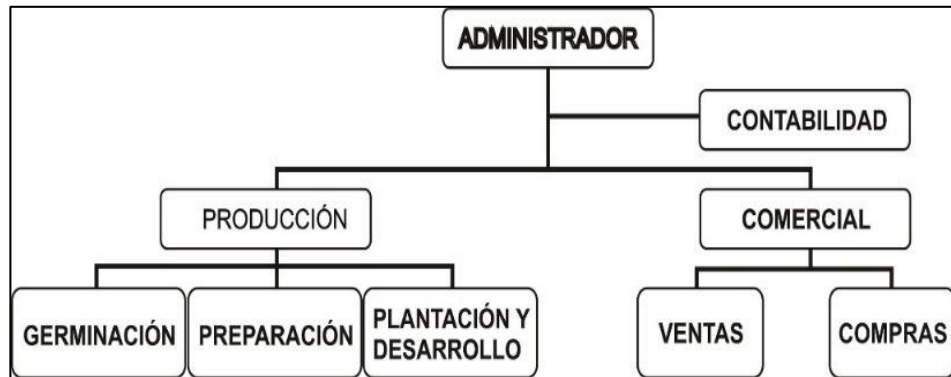 ADMINISTRADOR
CONTABILIDAD
PRODUCCIÓN
COMERCIAL
GERMINACIÓN
PREPARACIÓN
PLANTACIÓN Y
DESARROLLO
VENTAS
COMPRAS